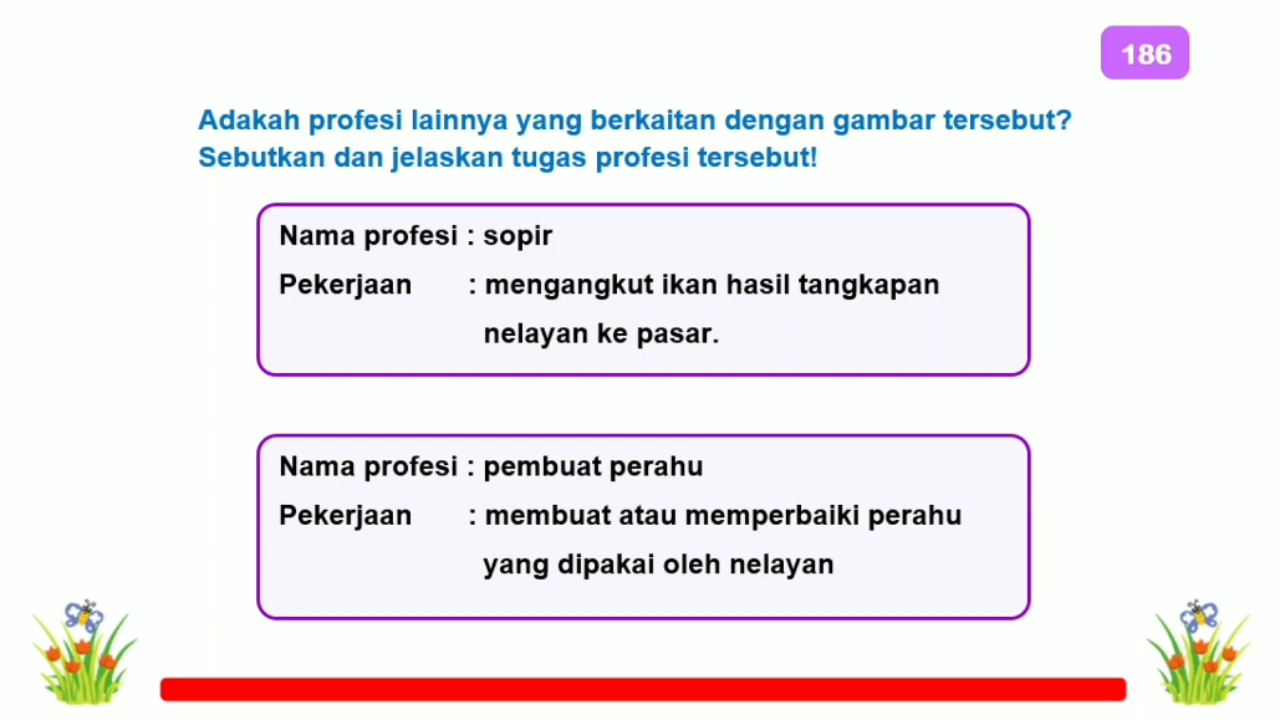 186
Adakah profesi lainnya yang berkaitan dengan gambar tersebut?
Sebutkan dan jelaskan tugas profesi tersebut!
Nama profesi : sopir
Pekerjaan : mengangkut ikan hasil tangkapan
nelayan ke pasar.
Nama profesi : pembuat perahu
Pekerjaan : membuat atau memperbaiki perahu
yang dipakai oleh nelayan